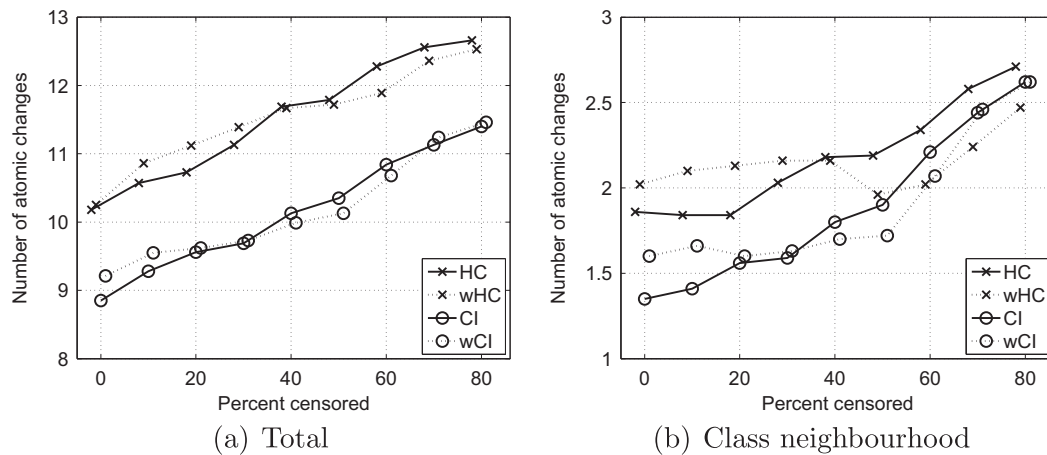 13
12
11
10
9
8
Number of atomic changes
0 20 40 60 80
Percent censored
HC
wHC
CI
wCI
(a) Total
3
2.5
2
1.5
1
Number of atomic changes
0 20 40 60 80
Percent censored
HC
wHC
CI
wCI
(b) Class neighbourhood